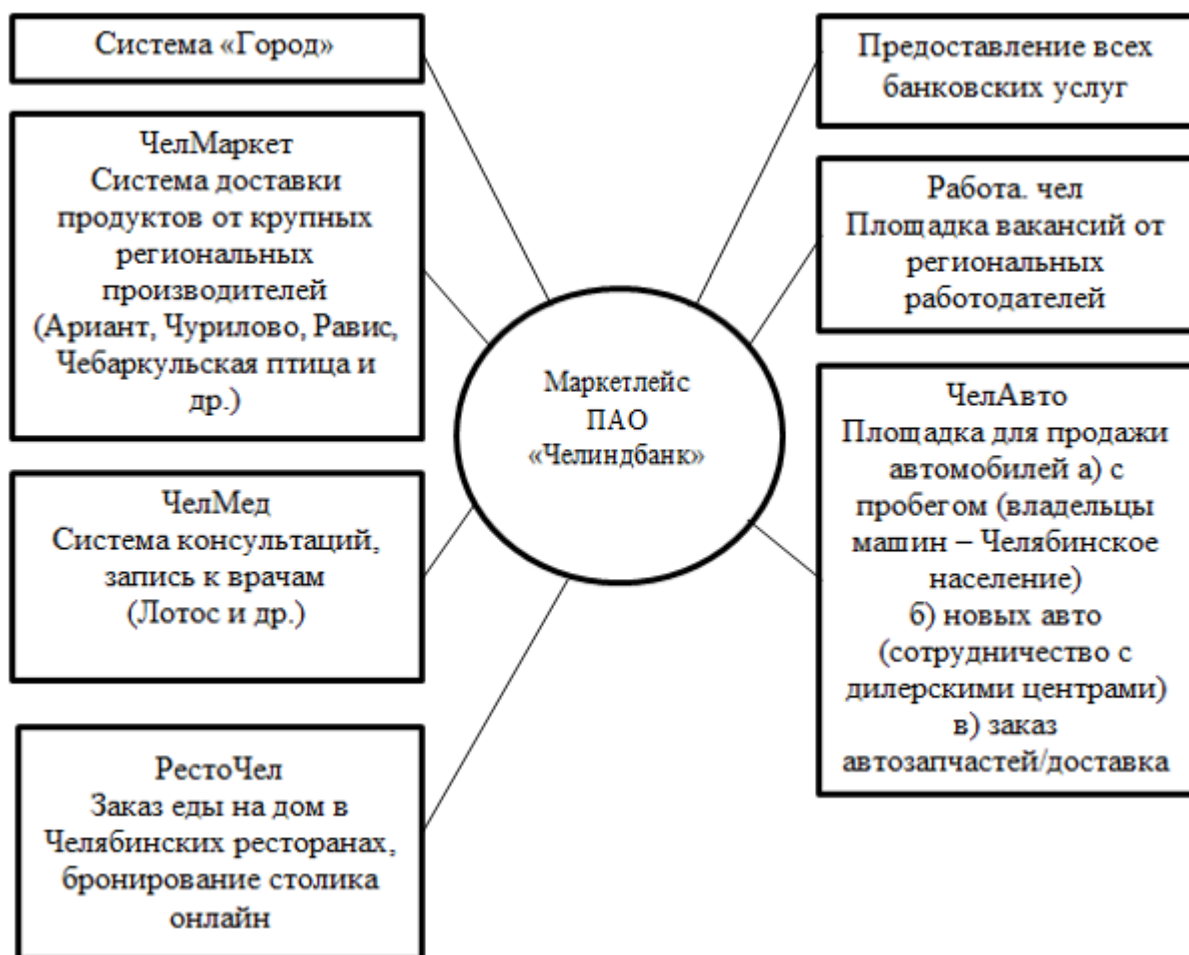 Система «Город»
ЧелМаркет
Система доставки
продуктов от крупных
региональных
производителей
(Ариант, Чурилово, Равис,
Чебаркульская птица и
др.)
ЧелМед
Система консультаций,
запись к врачам
(Лотос и др.)
РестоЧел
Заказ еды на дом в
Челябинских ресторанах,
бронирование столика
онлайн
Маркетлейс
ПАО
«Челиндбанк»
Предоставление всех
банковских услуг
Работа. чел
Площадка вакансий от
региональных
работодателей
ЧелАвто
Площадка для продажи
автомобилей а) с
пробегом (владельцы
машин – Челябинское
население)
б) новых авто
(сотрудничество с
дилерскими центрами)
в) заказ
автозапчастей/доставка